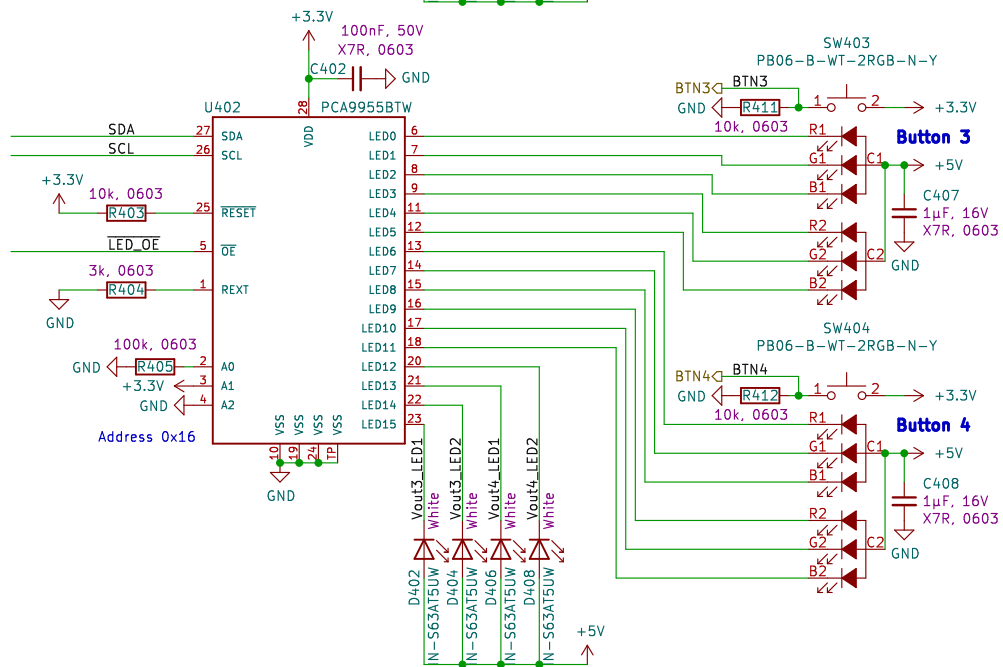 +3.3V
100nF, 50V
X7R, 0603
C402
GND
U402
PCA9955BTW
28
VDD
SDA
27
SDA
SCL
26
SCL
+3.3V
10k, 0603
R403
25
RESET
LED_OE
5
OE
3k, 0603
R404
1
REXT
GND
100k, 0603
GND
R405
2
A0
+3.3V
3
A1
GND
4
A2
Address 0x16
VSS
VSS
VSS
VSS
10
19
24
TP
GND
LED0
6
LED1
7
LED2
8
LED3
9
LED4
11
LED5
12
LED6
13
LED7
14
LED8
15
LED9
16
LED10
17
LED11
18
LED12
20
LED13
21
LED14
22
LED15
23
Vout3_LED1
Vout3_LED2
Vout4_LED1
Vout4_LED2
White
White
White
White
D402
N-S63AT5UW
D404
N-S63AT5UW
D406
N-S63AT5UW
D408
N-S63AT5UW
+5V
SW403
PB06-B-WT-2RGB-N-Y
BTN3
BTN3
GND
R411
10k, 0603
1
2
+3.3V
Button 3
R1
G1
C1
B1
+5V
C407
1µF, 16V
X7R, 0603
GND
R2
G2
C2
B2
SW404
PB06-B-WT-2RGB-N-Y
BTN4
BTN4
GND
R412
10k, 0603
1
2
+3.3V
Button 4
R1
G1
C1
B1
+5V
C408
1µF, 16V
X7R, 0603
GND
R2
G2
C2
B2